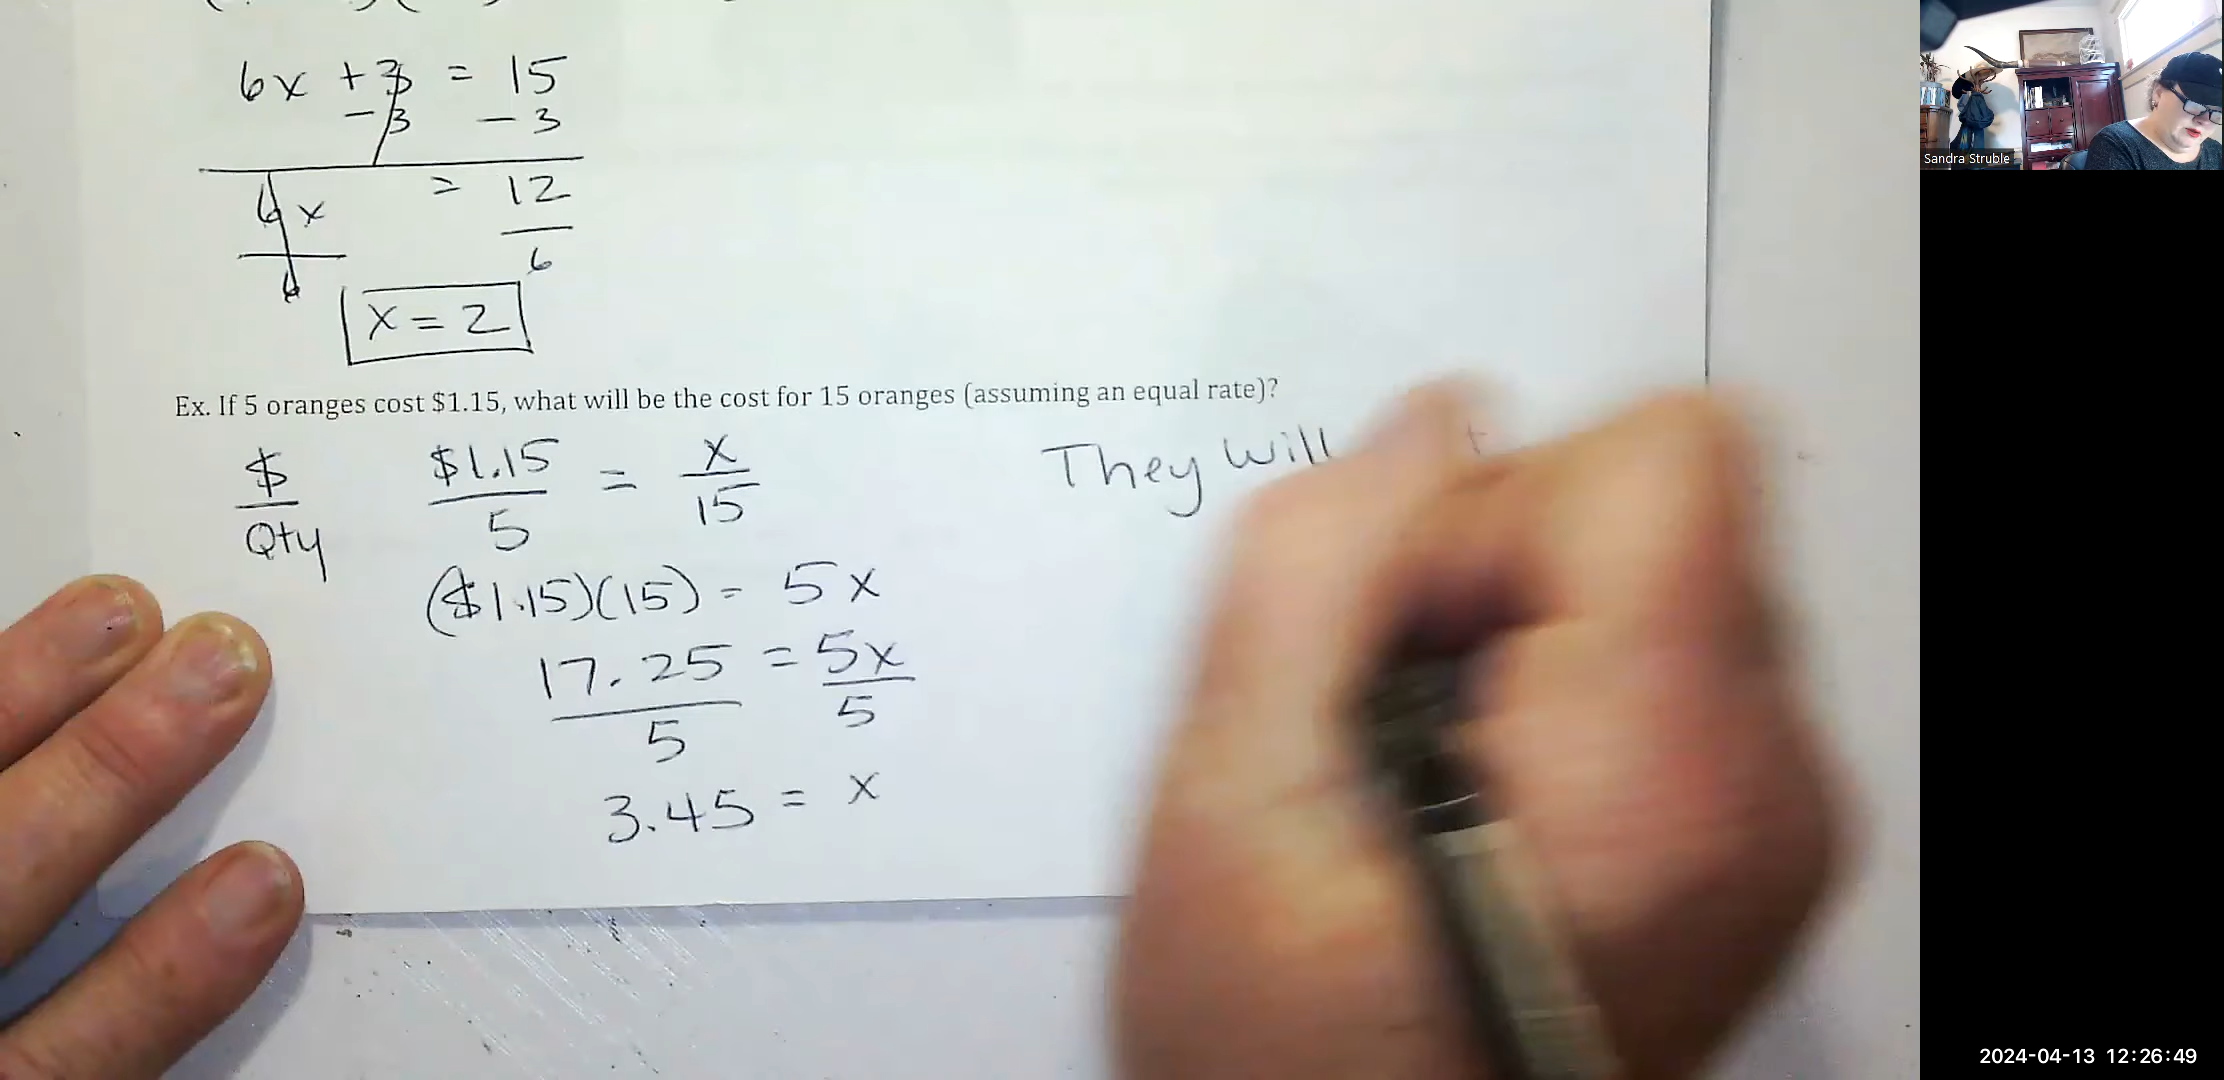 6x + 3 = 15
- 3 - 3
6x = 12
6 6
x = 2
Ex. If 5 oranges cost $1.15, what will be the cost for 15 oranges (assuming an equal rate)?
$ $1.15 = x
Qty 5 15
They will
($1.15)(15) = 5x
17.25 = 5x
5 5
3.45 = x
Sandra Struble
2024-04-13 12:26:49